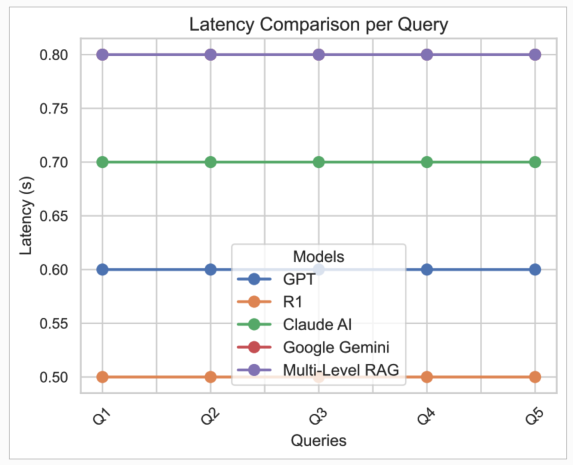 Latency Comparison per Query
Latency (s)
0.80
0.75
0.70
0.65
0.60
0.55
0.50
Models
GPT
R1
Claude AI
Google Gemini
Multi-Level RAG
Q1 Q2 Q3 Q4 Q5
Queries